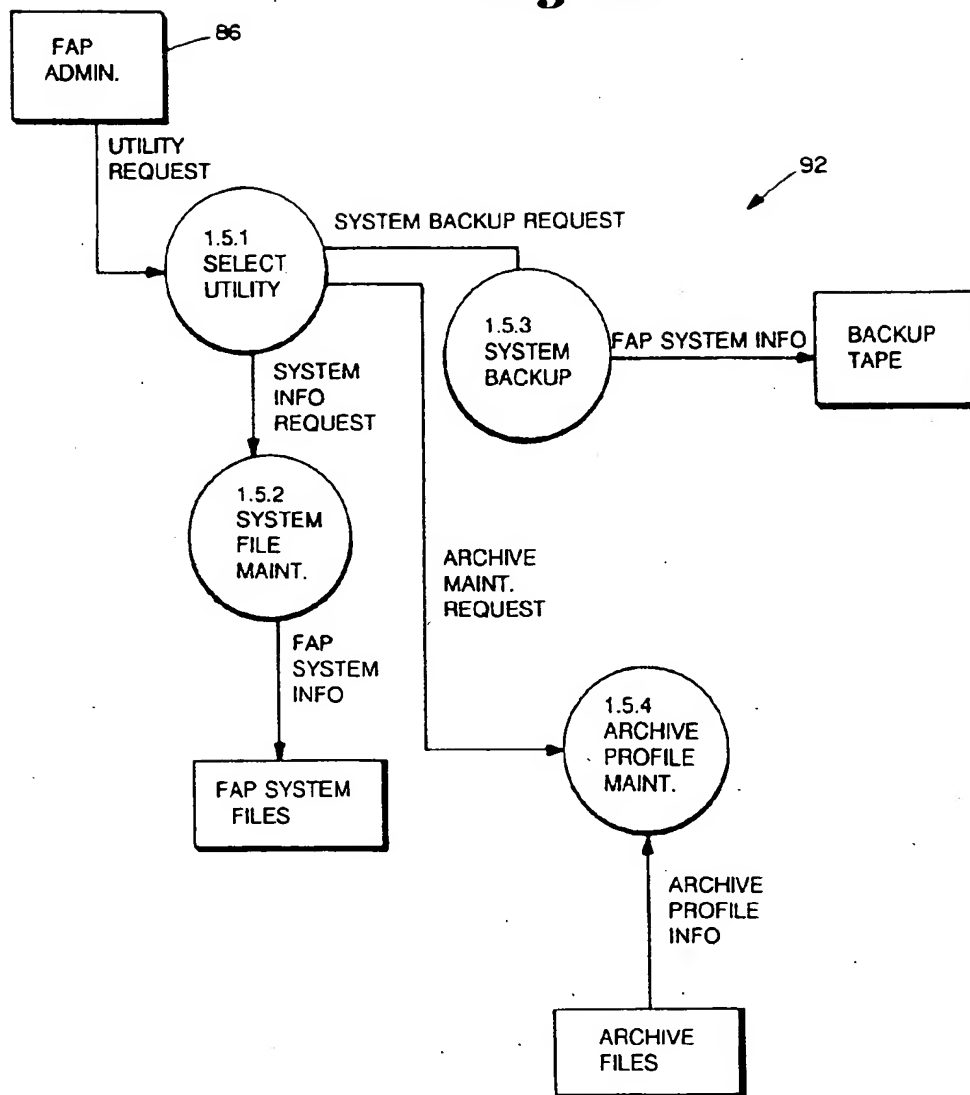 FAP
ADMIN.
86
UTILITY
REQUEST
92
SYSTEM BACKUP REQUEST
1.5.1
SELECT
UTILITY
1.5.3
SYSTEM
BACKUP
FAP SYSTEM INFO
BACKUP
TAPE
SYSTEM
INFO
REQUEST
1.5.2
SYSTEM
FILE
MAINT.
ARCHIVE
MAINT.
REQUEST
FAP
SYSTEM
INFO
1.5.4
ARCHIVE
PROFILE
MAINT.
FAP SYSTEM
FILES
ARCHIVE
PROFILE
INFO
ARCHIVE
FILES